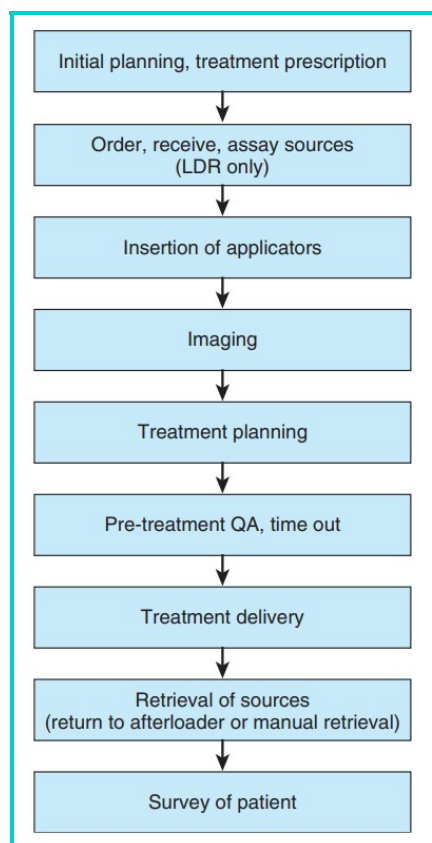 Initial planning, treatment prescription
Order, receive, assay sources
(LDR only)
Insertion of applicators
Imaging
Treatment planning
Pre-treatment QA, time out
Treatment delivery
Retrieval of sources
(return to afterloader or manual retrieval)
Survey of patient